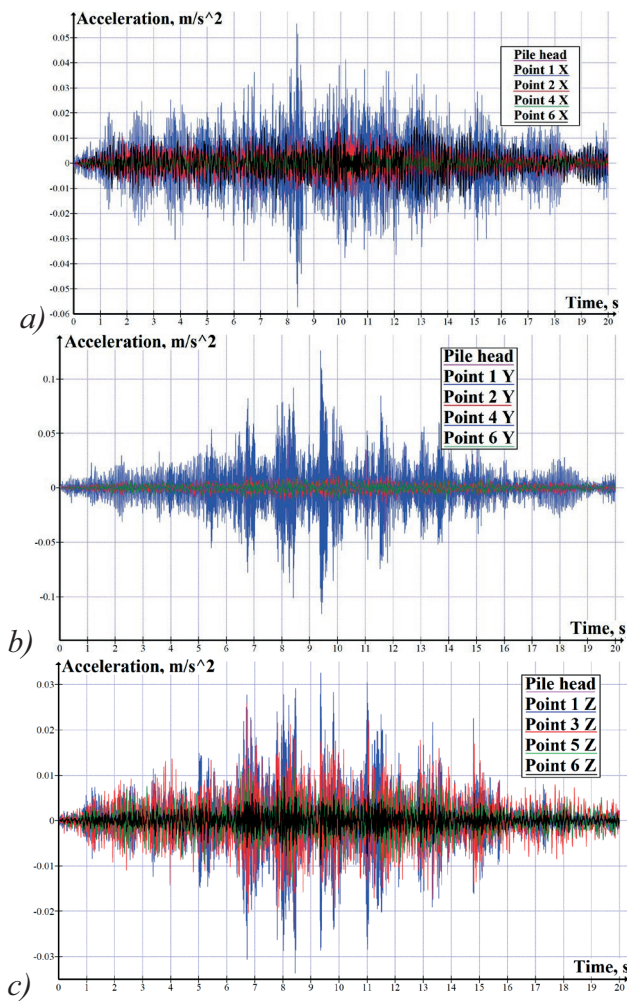 Acceleration, m/s^2
0.05
0.04
0.03
0.02
0.01
0
-0.01
-0.02
-0.03
-0.04
-0.05
-0.06
Pile head
Point 1 X
Point 2 X
Point 4 X
Point 6 X
Time, s
0 1 2 3 4 5 6 7 8 9 10 11 12 13 14 15 16 17 18 19 20
a)
Acceleration, m/s^2
0.1
0.05
0
-0.05
-0.1
Pile head
Point 1 Y
Point 2 Y
Point 4 Y
Point 6 Y
Time, s
0 1 2 3 4 5 6 7 8 9 10 11 12 13 14 15 16 17 18 19 20
b)
Acceleration, m/s^2
0.03
0.02
0.01
0
-0.01
-0.02
-0.03
Pile head
Point 1 Z
Point 3 Z
Point 5 Z
Point 6 Z
Time, s
0 1 2 3 4 5 6 7 8 9 10 11 12 13 14 15 16 17 18 19 20
c)